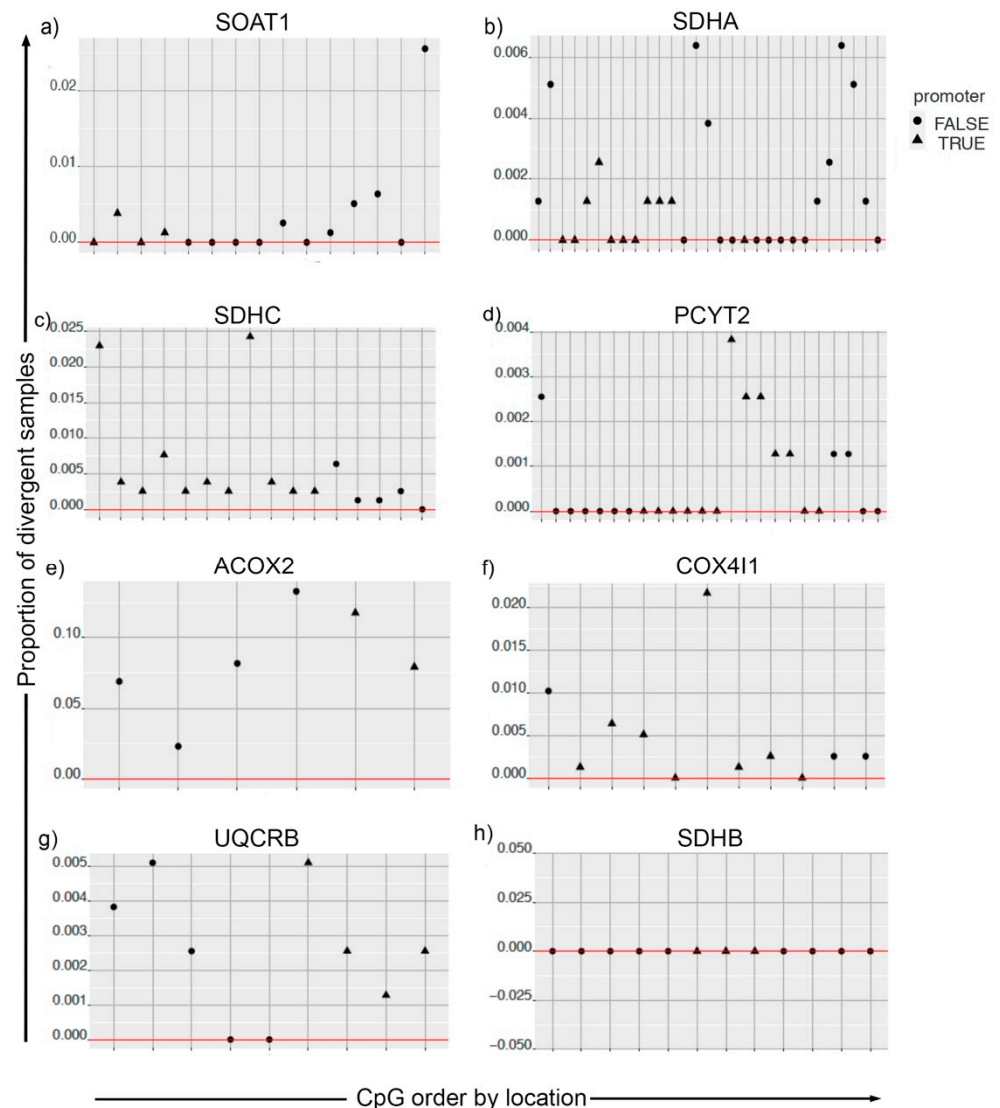 a)
SOAT1
0.02
0.01
0.00
b)
SDHA
0.006
0.004
0.002
0.000
promoter
FALSE
TRUE
c)
SDHC
0.025
0.020
0.015
0.010
0.005
0.000
d)
PCYT2
0.004
0.003
0.002
0.001
0.000
e)
ACOX2
0.10
0.05
0.00
f)
COX4I1
0.020
0.015
0.010
0.005
0.000
g)
UQCRB
0.005
0.004
0.003
0.002
0.001
0.000
h)
SDHB
0.050
0.025
0.000
−0.025
−0.050
Proportion of divergent samples
CpG order by location